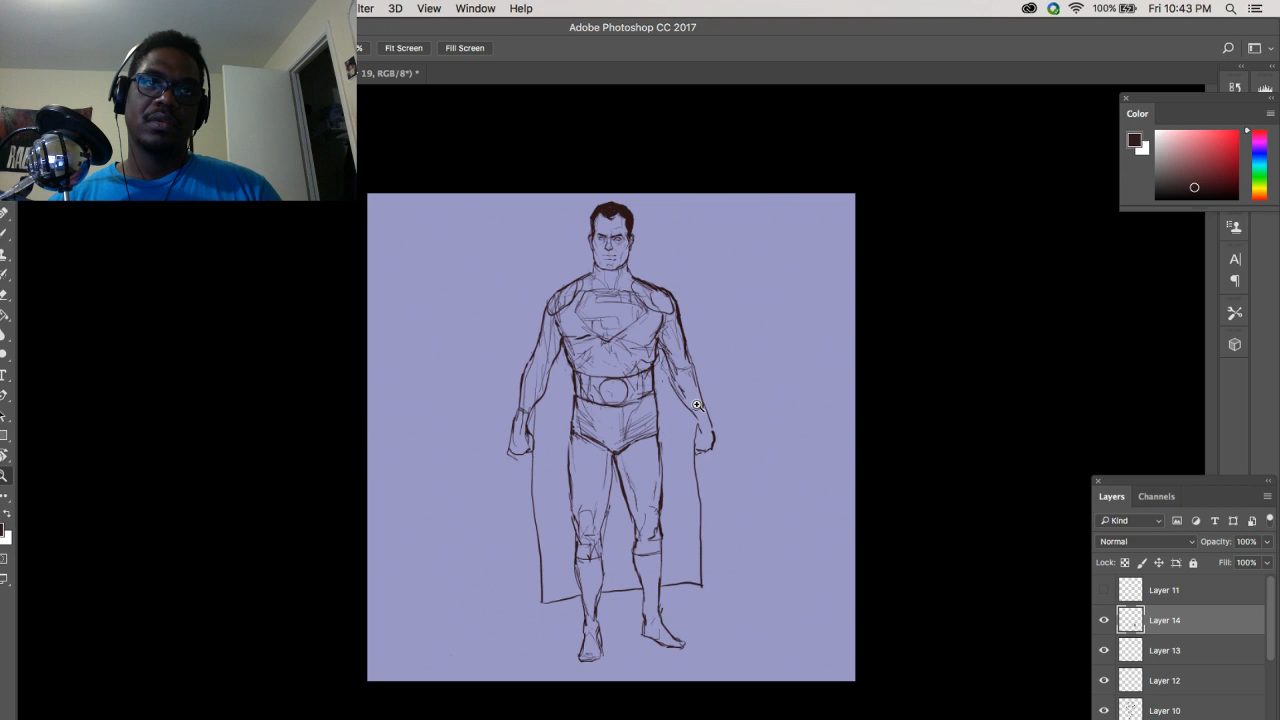 lter 3D View Window Help 100% Fri 10:43 PM
Adobe Photoshop CC 2017
% Fit Screen Fill Screen
19, RGB/8*) *
Color
Layers Channels
Kind
Normal Opacity: 100%
Lock: Fill: 100%
Layer 11
Layer 14
Layer 13
Layer 12
Layer 10